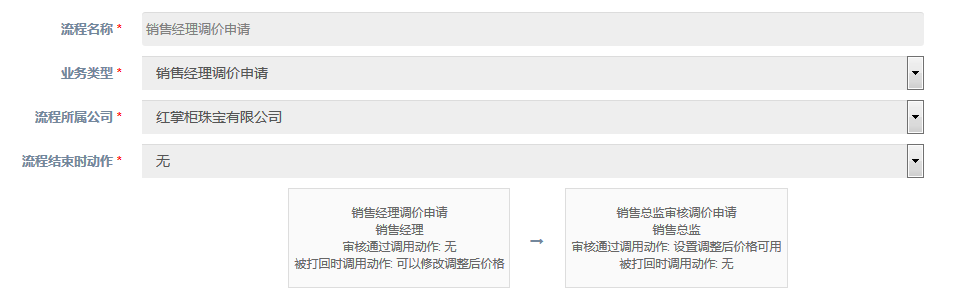 流程名称 * 销售经理调价申请
业务类型 * 销售经理调价申请
流程所属公司 * 红掌柜珠宝有限公司
流程结束时动作 * 无
销售经理调价申请
销售经理
审核通过调用动作: 无
被打回时调用动作: 可以修改调整后价格
→
销售总监审核调价申请
销售总监
审核通过调用动作: 设置调整后价格可用
被打回时调用动作: 无